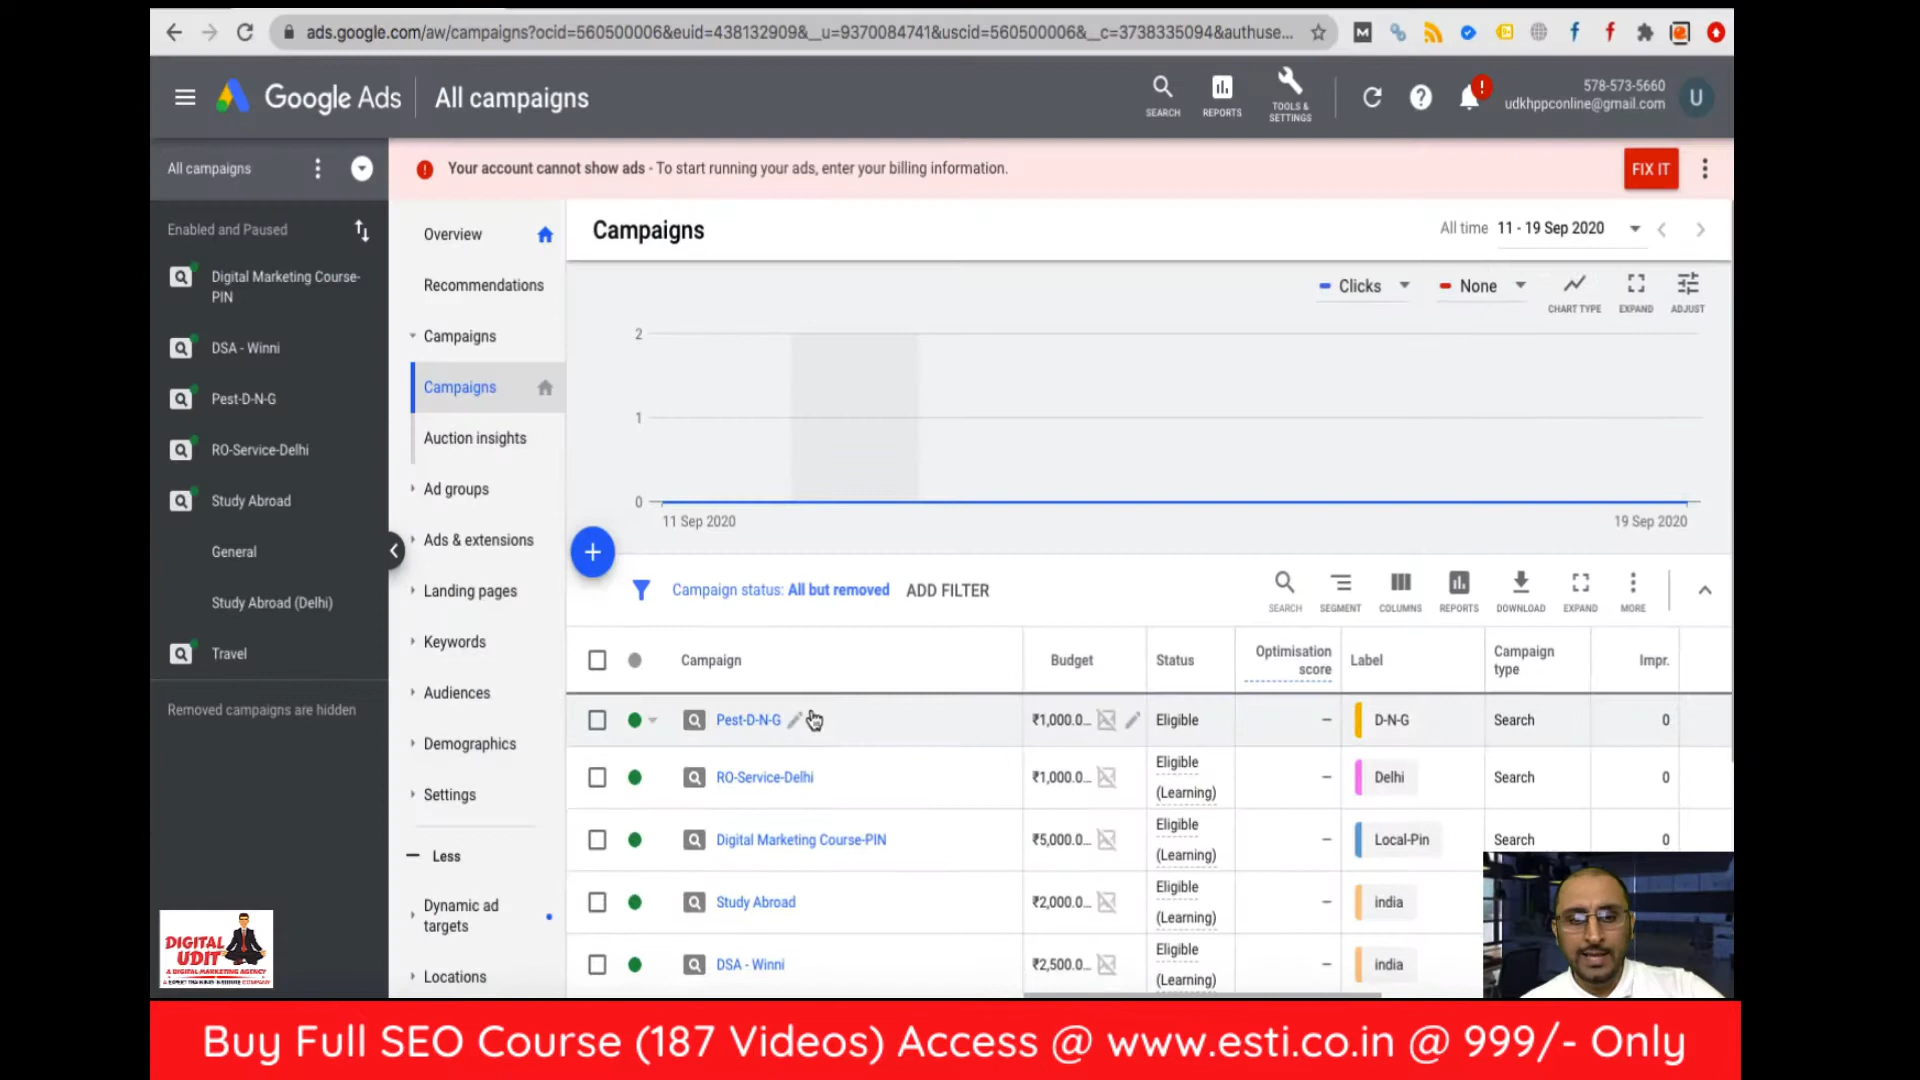 ads.google.com/aw/campaigns?ocid=560500006&euid=438132909&__u=9370084741&uscid=560500006&__c=3738335094&authuse...
Google Ads
All campaigns
SEARCH
REPORTS
TOOLS &
SETTINGS
578-573-5660
udkhppconline@gmail.com
U
All campaigns
Your account cannot show ads - To start running your ads, enter your billing information.
FIX IT
Enabled and Paused
Digital Marketing Course-
PIN
DSA - Winni
Pest-D-N-G
RO-Service-Delhi
Study Abroad
General
Study Abroad (Delhi)
Travel
Removed campaigns are hidden
Overview
Recommendations
Campaigns
Campaigns
Auction insights
Ad groups
Ads & extensions
Landing pages
Keywords
Audiences
Demographics
Settings
Less
Dynamic ad
targets
Locations
Campaigns
All time 11 - 19 Sep 2020
Clicks
None
CHART TYPE
EXPAND
ADJUST
2
1
0
11 Sep 2020
19 Sep 2020
Campaign status: All but removed
ADD FILTER
SEARCH
SEGMENT
COLUMNS
REPORTS
DOWNLOAD
EXPAND
MORE
Campaign Budget Status Optimisation score Label Campaign type Impr.
Pest-D-N-G ₹1,000.0... Eligible – D-N-G Search 0
RO-Service-Delhi ₹1,000.0... Eligible (Learning) – Delhi Search 0
Digital Marketing Course-PIN ₹5,000.0... Eligible (Learning) – Local-Pin Search 0
Study Abroad ₹2,000.0... Eligible (Learning) – india
DSA - Winni ₹2,500.0... Eligible (Learning) – india
DIGITAL
UDIT
A DIGITAL MARKETING AGENCY
Buy Full SEO Course (187 Videos) Access @ www.esti.co.in @ 999/- Only